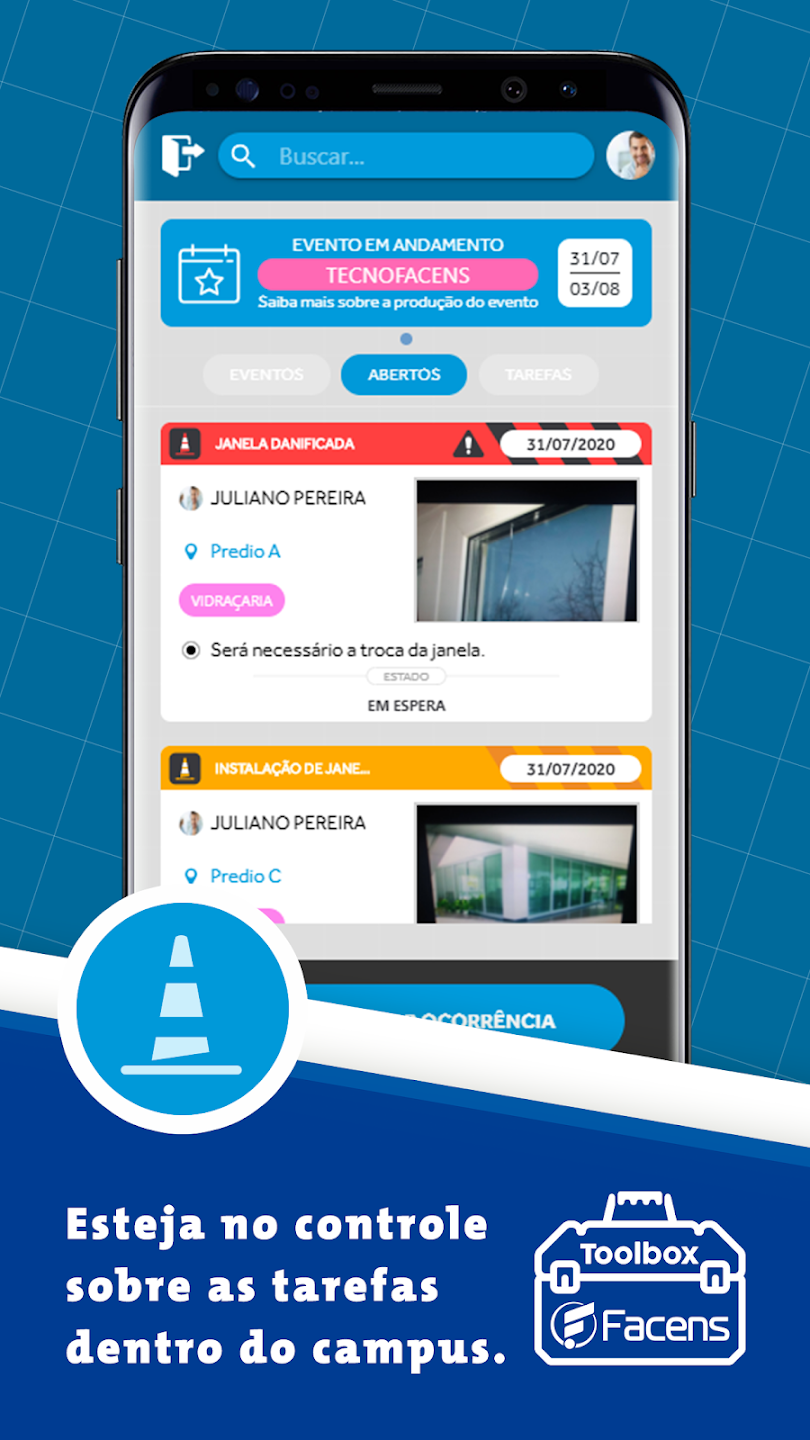 Buscar...
EVENTO EM ANDAMENTO
TECNOFACENS
Saiba mais sobre a produção do evento
31/07
03/08
EVENTOS
ABERTOS
TAREFAS
JANELA DANIFICADA
31/07/2020
JULIANO PEREIRA
Predio A
VIDRAÇARIA
Será necessário a troca da janela.
ESTADO
EM ESPERA
INSTALAÇÃO DE JANE...
31/07/2020
JULIANO PEREIRA
Predio C
OCORRÊNCIA
Esteja no controle
sobre as tarefas
dentro do campus.
Toolbox
Facens